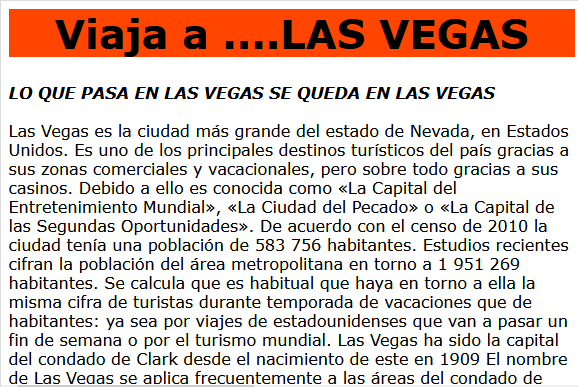 Viaja a ....LAS VEGAS
LO QUE PASA EN LAS VEGAS SE QUEDA EN LAS VEGAS
Las Vegas es la ciudad más grande del estado de Nevada, en Estados
Unidos. Es uno de los principales destinos turísticos del país gracias a
sus zonas comerciales y vacacionales, pero sobre todo gracias a sus
casinos. Debido a ello es conocida como «La Capital del
Entretenimiento Mundial», «La Ciudad del Pecado» o «La Capital de
las Segundas Oportunidades». De acuerdo con el censo de 2010 la
ciudad tenía una población de 583 756 habitantes. Estudios recientes
cifran la población del área metropolitana en torno a 1 951 269
habitantes. Se calcula que es habitual que haya en torno a ella la
misma cifra de turistas durante temporada de vacaciones que de
habitantes: ya sea por viajes de estadounidenses que van a pasar un
fin de semana o por el turismo mundial. Las Vegas ha sido la capital
del condado de Clark desde el nacimiento de este en 1909 El nombre
de Las Vegas se aplica frecuentemente a las áreas del condado de